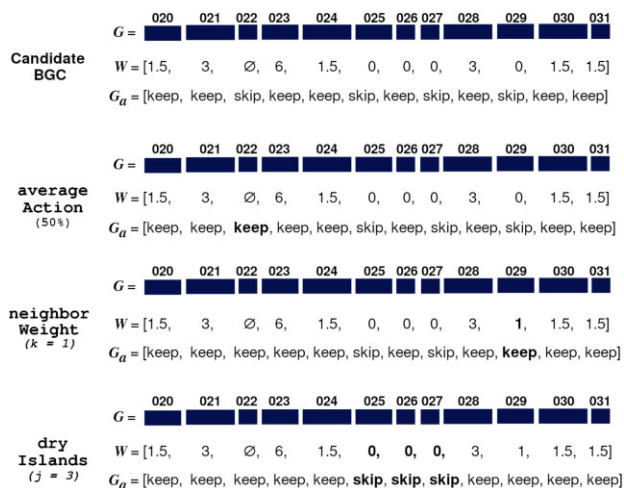 020 021 022 023 024 025 026 027 028 029 030 031
G =
Candidate BGC
W = [1.5, 3, ∅, 6, 1.5, 0, 0, 0, 3, 0, 1.5, 1.5]
Ga = [keep, keep, skip, keep, keep, skip, keep, skip, keep, skip, keep, keep]
020 021 022 023 024 025 026 027 028 029 030 031
G =
average Action (50%)
W = [1.5, 3, ∅, 6, 1.5, 0, 0, 0, 3, 0, 1.5, 1.5]
Ga = [keep, keep, keep, keep, keep, skip, keep, skip, keep, skip, keep, keep]
020 021 022 023 024 025 026 027 028 029 030 031
G =
neighbor Weight (k = 1)
W = [1.5, 3, ∅, 6, 1.5, 0, 0, 0, 3, 1, 1.5, 1.5]
Ga = [keep, keep, keep, keep, keep, skip, keep, skip, keep, keep, keep, keep]
020 021 022 023 024 025 026 027 028 029 030 031
G =
dry Islands (j = 3)
W = [1.5, 3, ∅, 6, 1.5, 0, 0, 0, 3, 1, 1.5, 1.5]
Ga = [keep, keep, keep, keep, keep, skip, skip, skip, keep, keep, keep, keep]